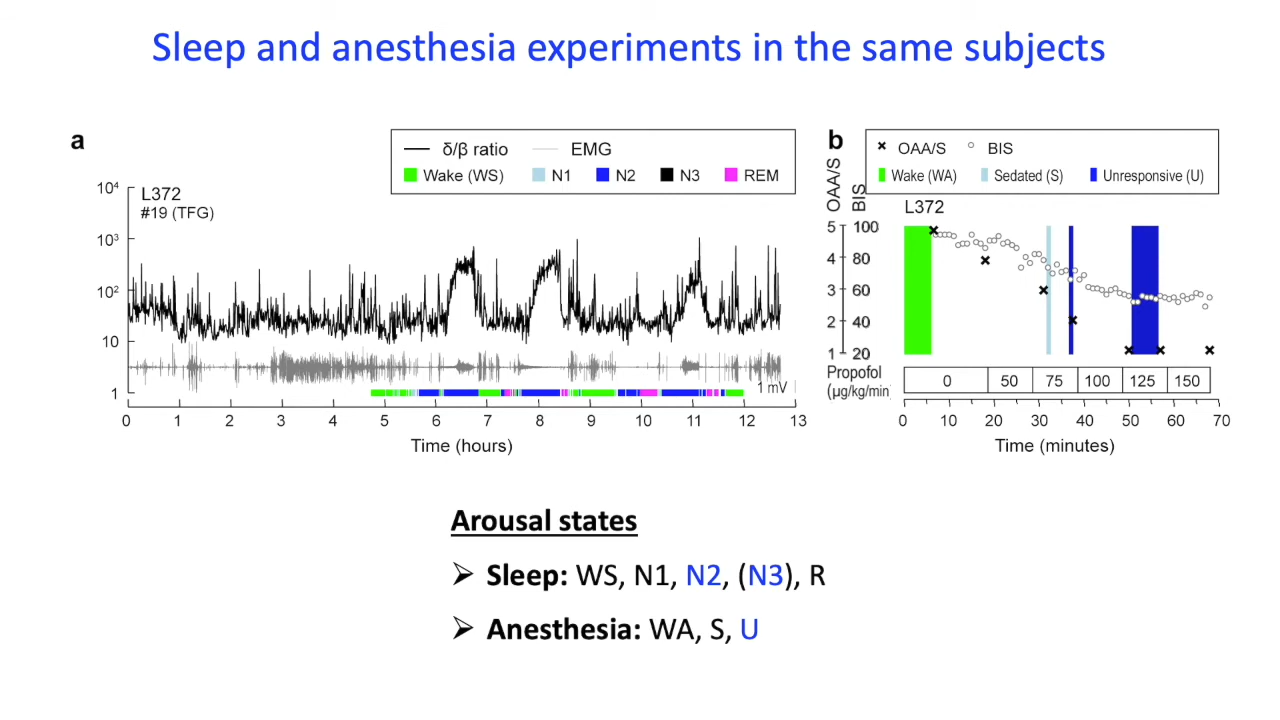 Sleep and anesthesia experiments in the same subjects
a
δ/β ratio EMG
Wake (WS) N1 N2 N3 REM
L372
#19 (TFG)
10⁴
10³
10²
10
1
1 mV
0 1 2 3 4 5 6 7 8 9 10 11 12 13
Time (hours)
b
OAA/S BIS
Wake (WA) Sedated (S) Unresponsive (U)
OAA/S
BIS
L372
5 100
4 80
3 60
2 40
1 20
Propofol
(µg/kg/min)
0 50 75 100 125 150
0 10 20 30 40 50 60 70
Time (minutes)
Arousal states
➢ Sleep: WS, N1, N2, (N3), R
➢ Anesthesia: WA, S, U